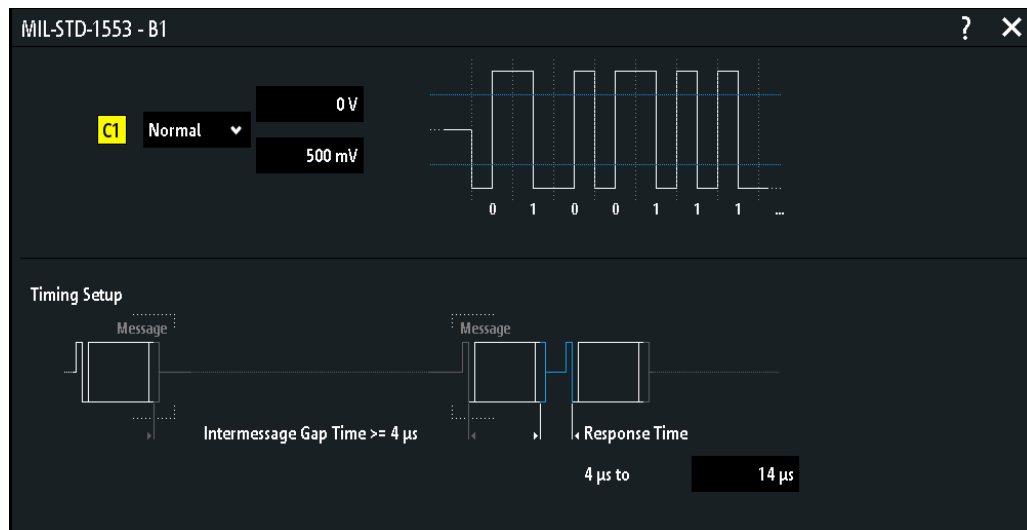 MIL-STD-1553 - B1 ? ✕
0 V
C1 Normal
500 mV
0 1 0 0 1 1 1 ...
Timing Setup
Message Message
Intermessage Gap Time >= 4 µs Response Time
4 µs to 14 µs